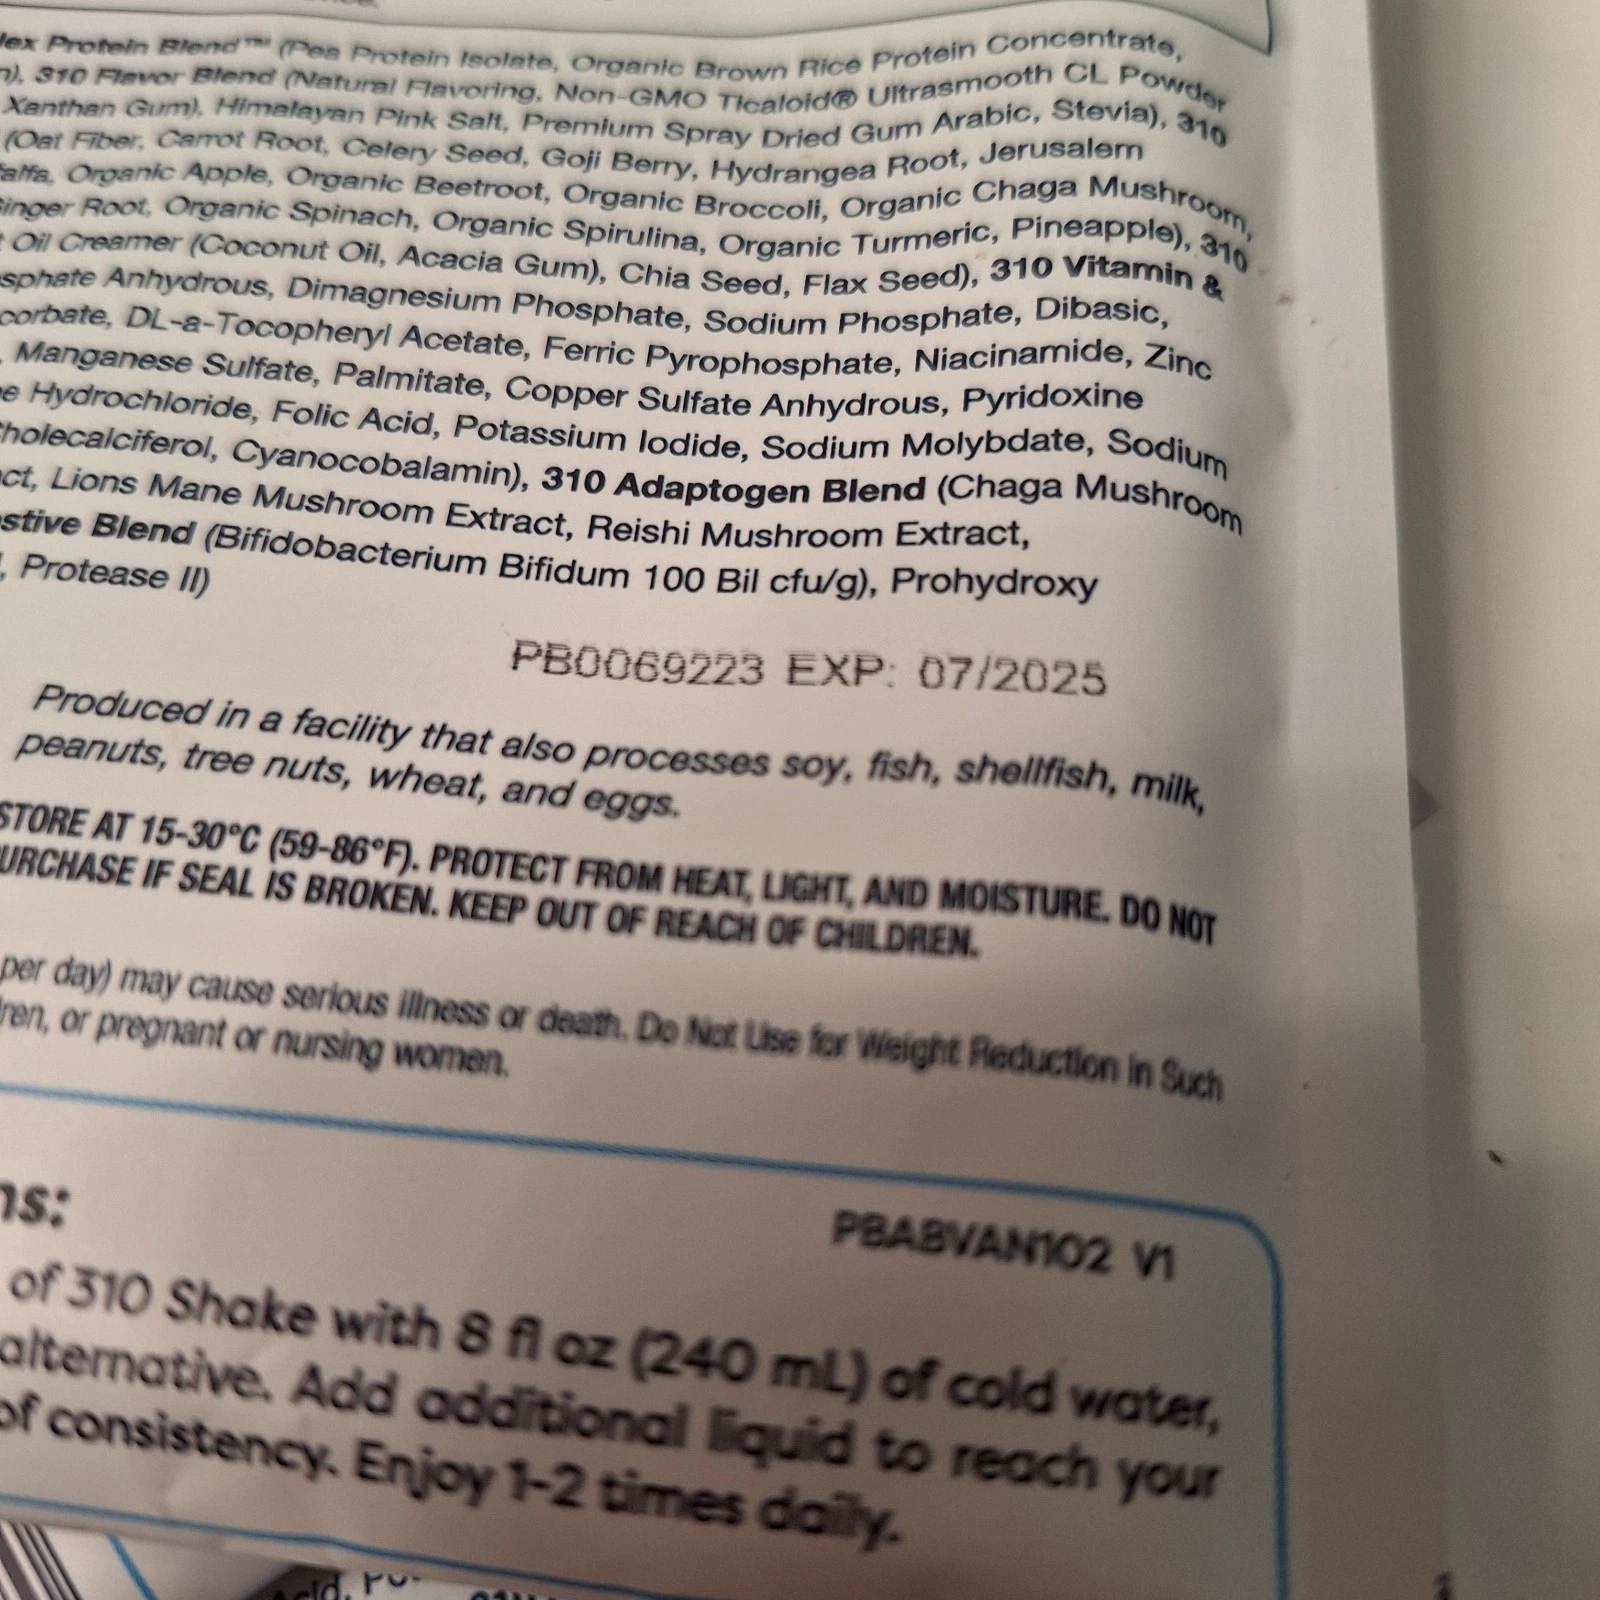 lex Protein Blend™ (Pea Protein Isolate, Organic Brown Rice Protein Concentrate,
n), 310 Flavor Blend (Natural Flavoring, Non-GMO Ticaloid® Ultrasmooth CL Powder
Xanthan Gum), Himalayan Pink Salt, Premium Spray Dried Gum Arabic, Stevia), 310
(Oat Fiber, Carrot Root, Celery Seed, Goji Berry, Hydrangea Root, Jerusalem
alfa, Organic Apple, Organic Beetroot, Organic Broccoli, Organic Chaga Mushroom,
Ginger Root, Organic Spinach, Organic Spirulina, Organic Turmeric, Pineapple), 310
t Oil Creamer (Coconut Oil, Acacia Gum), Chia Seed, Flax Seed), 310 Vitamin &
sphate Anhydrous, Dimagnesium Phosphate, Sodium Phosphate, Dibasic,
corbate, DL-a-Tocopheryl Acetate, Ferric Pyrophosphate, Niacinamide, Zinc
, Manganese Sulfate, Palmitate, Copper Sulfate Anhydrous, Pyridoxine
e Hydrochloride, Folic Acid, Potassium Iodide, Sodium Molybdate, Sodium
Cholecalciferol, Cyanocobalamin), 310 Adaptogen Blend (Chaga Mushroom
act, Lions Mane Mushroom Extract, Reishi Mushroom Extract,
estive Blend (Bifidobacterium Bifidum 100 Bil cfu/g), Prohydroxy
, Protease II)
PB0069223 EXP: 07/2025
Produced in a facility that also processes soy, fish, shellfish, milk,
peanuts, tree nuts, wheat, and eggs.
STORE AT 15-30°C (59-86°F). PROTECT FROM HEAT, LIGHT, AND MOISTURE. DO NOT
URCHASE IF SEAL IS BROKEN. KEEP OUT OF REACH OF CHILDREN.
per day) may cause serious illness or death. Do Not Use for Weight Reduction in Such
ren, or pregnant or nursing women.
ns:
PBABVAN102 V1
of 310 Shake with 8 fl oz (240 mL) of cold water,
alternative. Add additional liquid to reach your
of consistency. Enjoy 1-2 times daily.